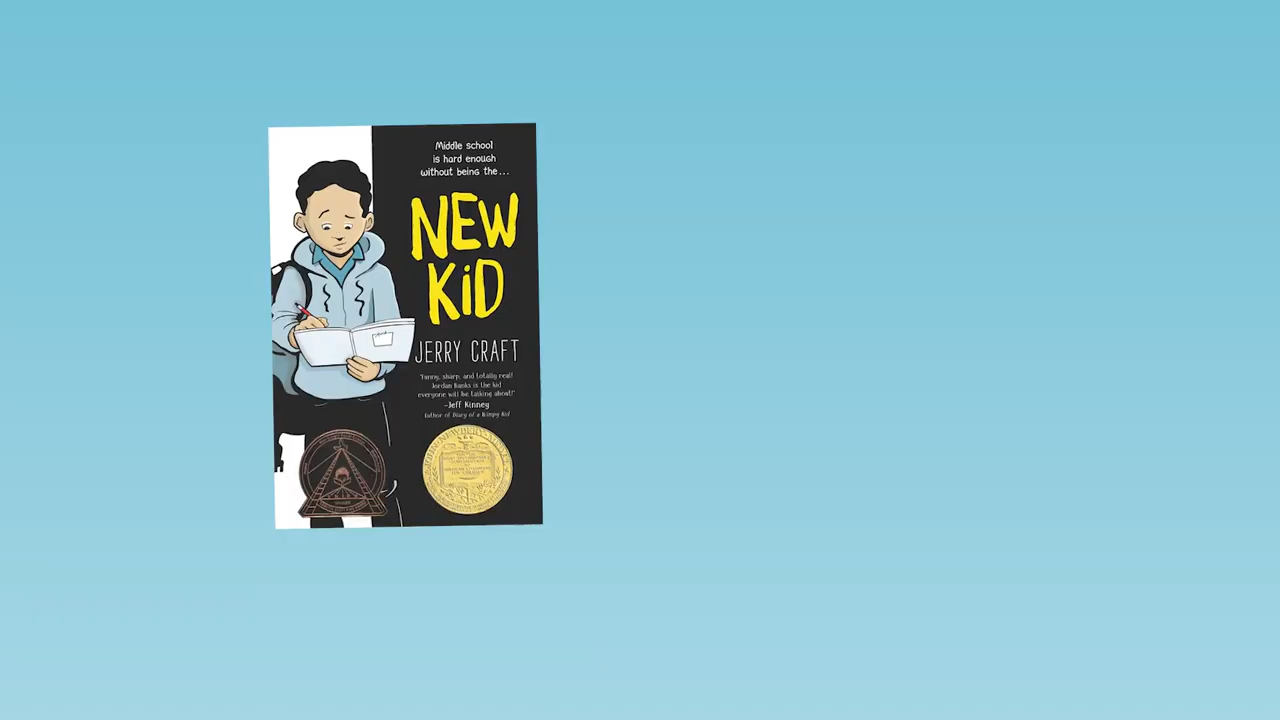 Middle school
is hard enough
without being the...
NEW
KiD
JERRY CRAFT
"Funny, sharp, and totally real!
Jordan Banks is the kid
everyone will be talking about!"
—Jeff Kinney
Author of Diary of a Wimpy Kid